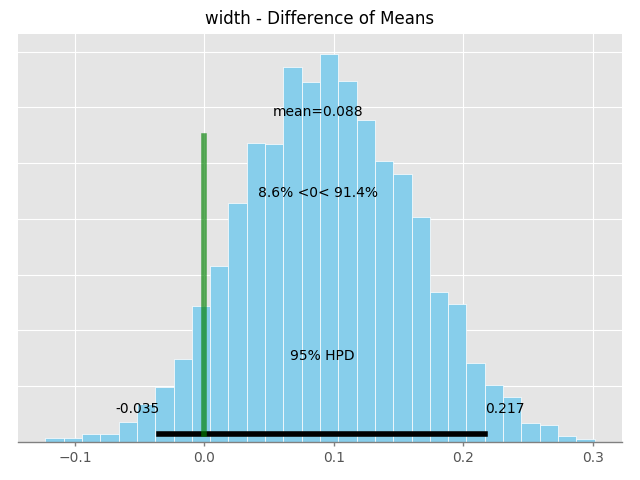 width - Difference of Means
mean=0.088
8.6% <0< 91.4%
95% HPD
-0.035
0.217
−0.1
0.0
0.1
0.2
0.3